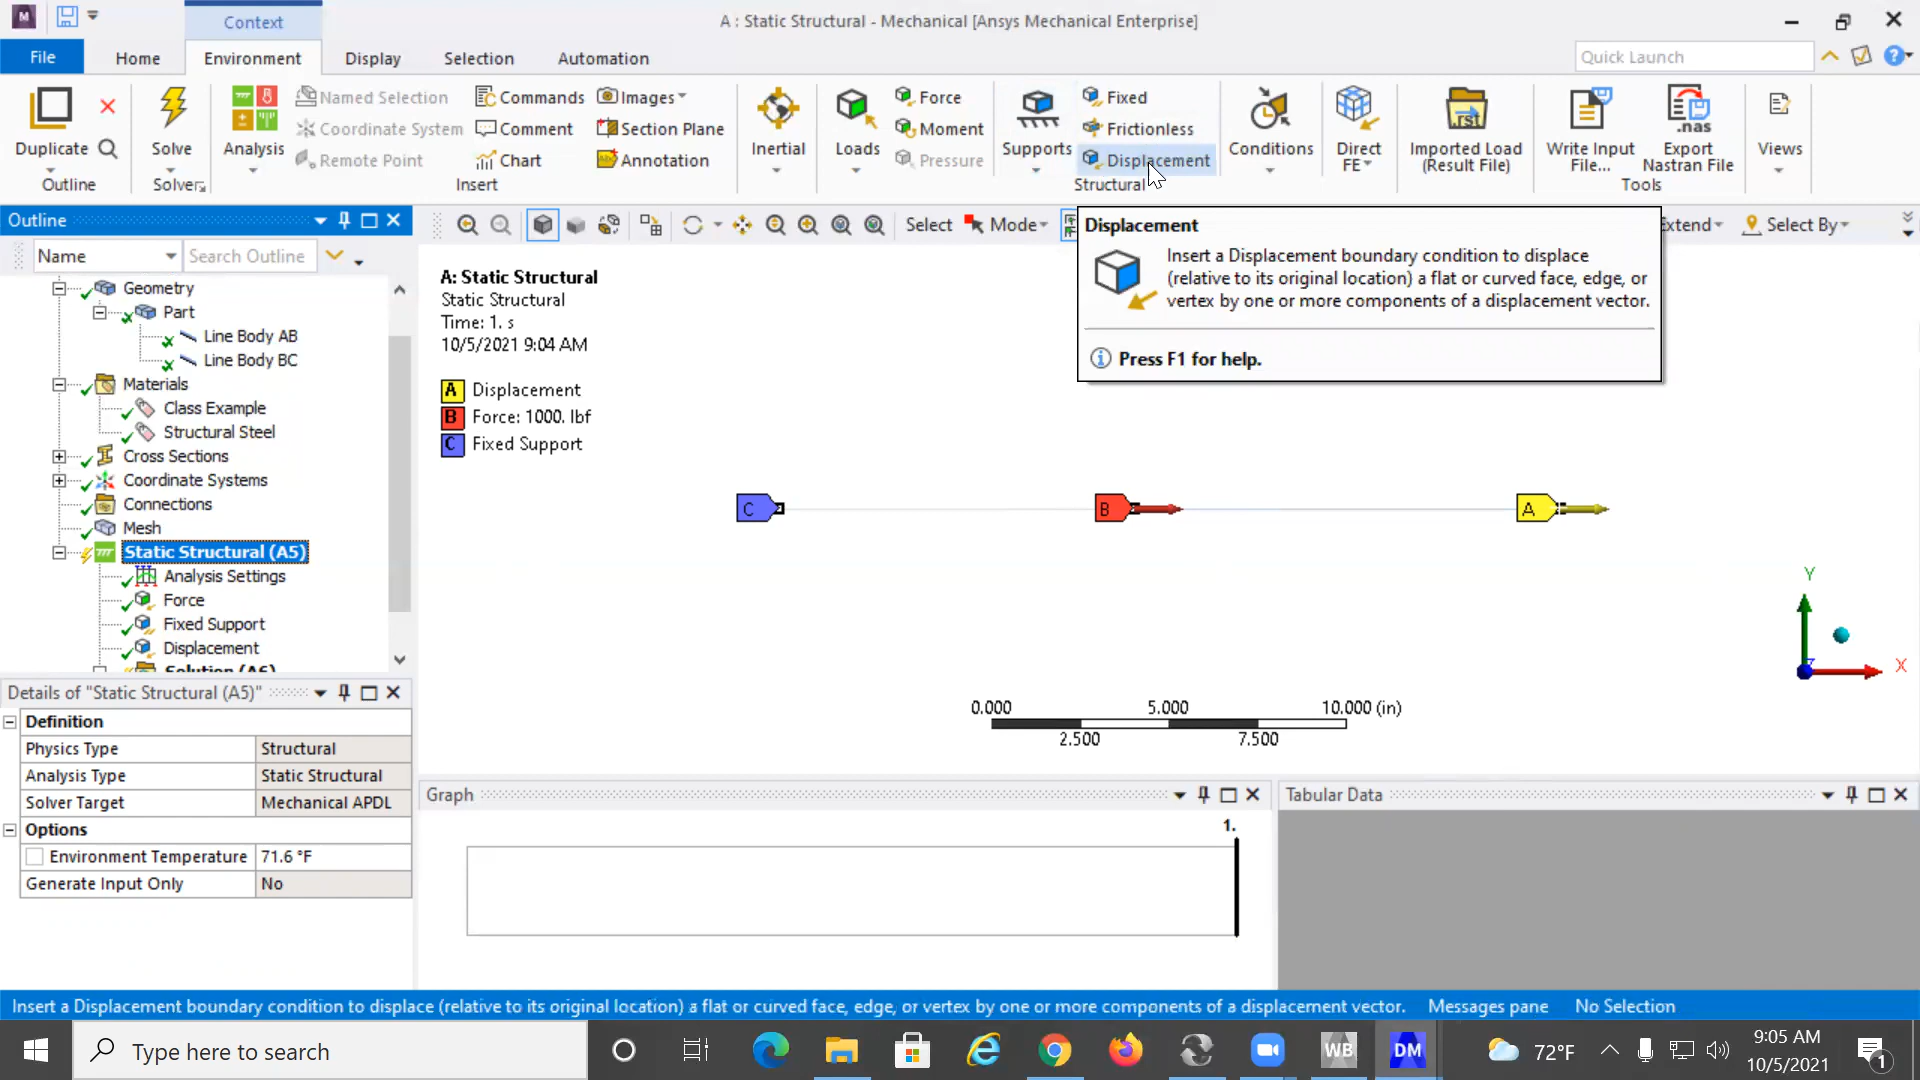 M
Context
A : Static Structural - Mechanical [Ansys Mechanical Enterprise]
File
Home
Environment
Display
Selection
Automation
Quick Launch
Duplicate
Outline
Solve
Solver
Analysis
Named Selection
Coordinate System
Remote Point
Commands
Comment
Chart
Images
Section Plane
Annotation
Insert
Inertial
Loads
Force
Moment
Pressure
Supports
Fixed
Frictionless
Displacement
Structural
Conditions
Direct
FE
.rst
Imported Load
(Result File)
Write Input
File...
.nas
Export
Nastran File
Tools
Views
Outline
Name
Search Outline
Select
Mode
Extend
Select By
Displacement
Insert a Displacement boundary condition to displace
(relative to its original location) a flat or curved face, edge, or
vertex by one or more components of a displacement vector.
Press F1 for help.
Geometry
Part
Line Body AB
Line Body BC
Materials
Class Example
Structural Steel
Cross Sections
Coordinate Systems
Connections
Mesh
Static Structural (A5)
Analysis Settings
Force
Fixed Support
Displacement
Solution (A6)
A: Static Structural
Static Structural
Time: 1. s
10/5/2021 9:04 AM
A Displacement
B Force: 1000. lbf
C Fixed Support
C
B
A
Y
Z
X
0.000 5.000 10.000 (in)
2.500 7.500
Details of "Static Structural (A5)"
Definition
Physics Type Structural
Analysis Type Static Structural
Solver Target Mechanical APDL
Options
Environment Temperature 71.6 °F
Generate Input Only No
Graph
1.
Tabular Data
Insert a Displacement boundary condition to displace (relative to its original location) a flat or curved face, edge, or vertex by one or more components of a displacement vector.
Messages pane
No Selection
Type here to search
WB
DM
72°F
9:05 AM
10/5/2021
1